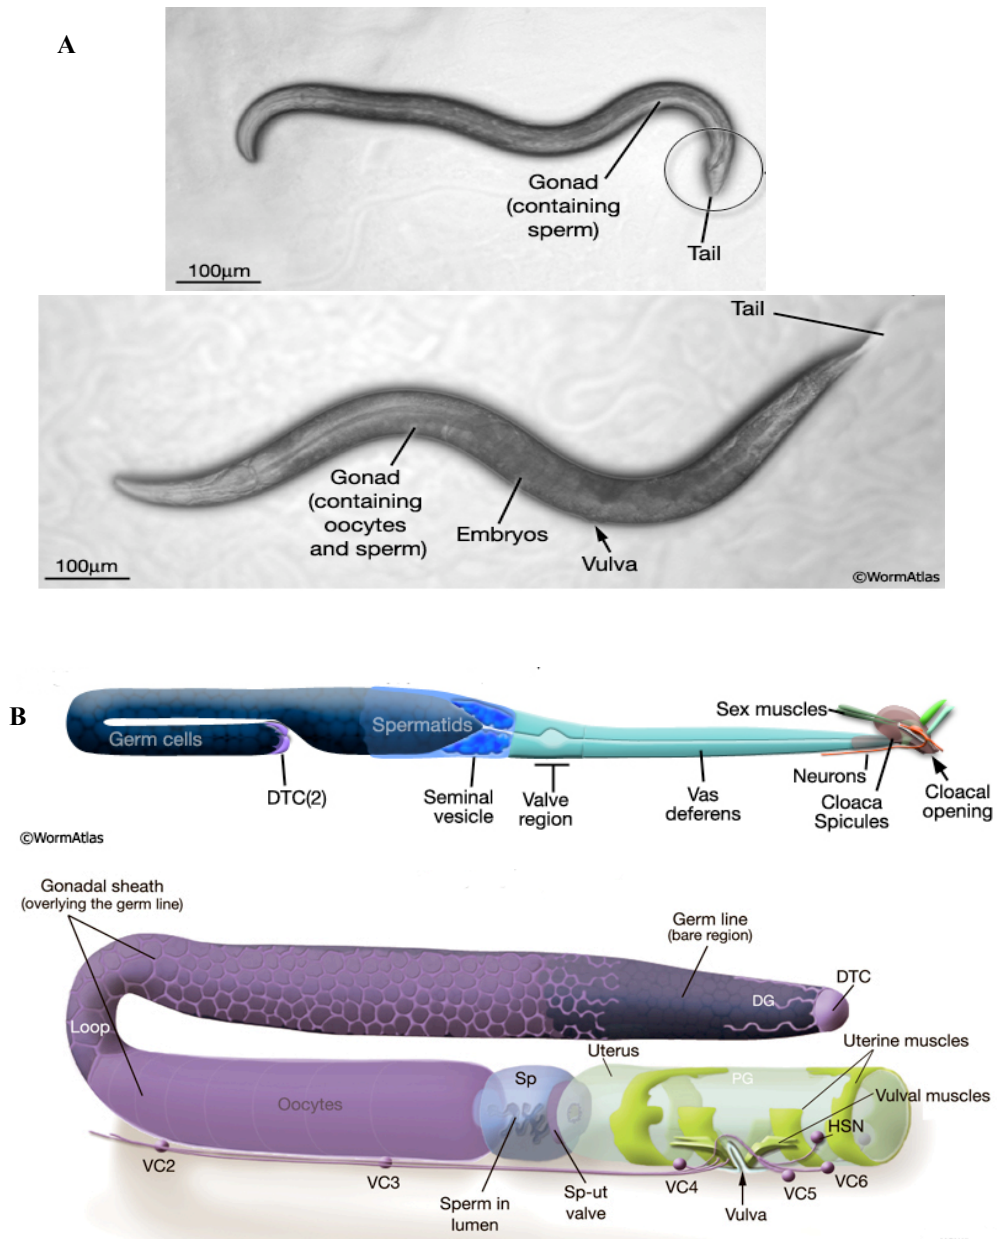 A
Gonad
(containing
sperm)
Tail
100µm
Tail
Gonad
(containing
oocytes
and sperm)
Embryos
Vulva
100µm
©WormAtlas
B
Germ cells
Spermatids
Sex muscles
DTC(2)
Seminal
vesicle
Valve
region
Vas
deferens
Neurons
Cloaca
Spicules
Cloacal
opening
©WormAtlas
Gonadal sheath
(overlying the germ line)
Germ line
(bare region)
DTC
DG
Loop
Uterus
Uterine muscles
Sp
PG
Vulval muscles
Oocytes
HSN
VC2
VC3
VC4
VC5
VC6
Sperm in
lumen
Sp-ut
valve
Vulva